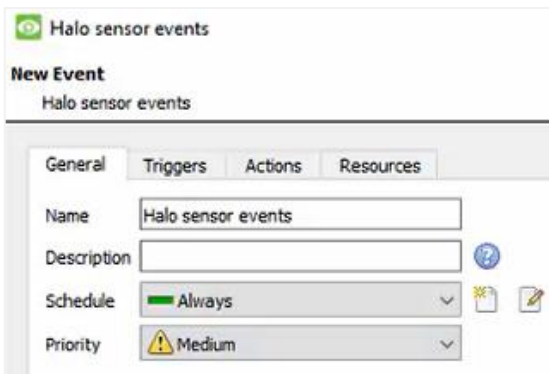 Halo sensor events
New Event
Halo sensor events
General Triggers Actions Resources
Name Halo sensor events
Description
Schedule Always
Priority Medium